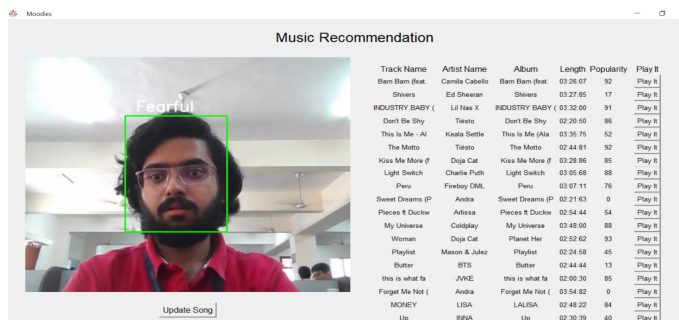 Moodies
Music Recommendation
Fearful
Update Song
Track Name Artist Name Album Length Popularity Play It
Bam Bam (feat. Camila Cabello Bam Bam (feat. 03:26:07 92 Play It
Shivers Ed Sheeran Shivers 03:27:85 17 Play It
INDUSTRY BABY ( Lil Nas X INDUSTRY BABY ( 03:32:00 91 Play It
Don't Be Shy Tiësto Don't Be Shy 02:20:50 86 Play It
This Is Me - Al Keala Settle This Is Me (Ala 03:35:75 52 Play It
The Motto Tiësto The Motto 02:44:81 92 Play It
Kiss Me More (f Doja Cat Kiss Me More (f 03:28:86 85 Play It
Light Switch Charlie Puth Light Switch 03:05:68 88 Play It
Peru Fireboy DML Peru 03:07:11 76 Play It
Sweet Dreams (P Andra Sweet Dreams (P 02:21:63 0 Play It
Pieces ft Duckw Arlissa Pieces ft Duckw 02:54:44 54 Play It
My Universe Coldplay My Universe 03:48:00 88 Play It
Woman Doja Cat Planet Her 02:52:62 93 Play It
Playlist Mason & Julez Playlist 02:24:58 45 Play It
Butter BTS Butter 02:44:44 13 Play It
this is what fa JVKE this is what fa 02:00:30 85 Play It
Forget Me Not ( Andra Forget Me Not ( 03:54:82 0 Play It
MONEY LISA LALISA 02:48:22 84 Play It
Up INNA Up 02:30:39 40 Play It